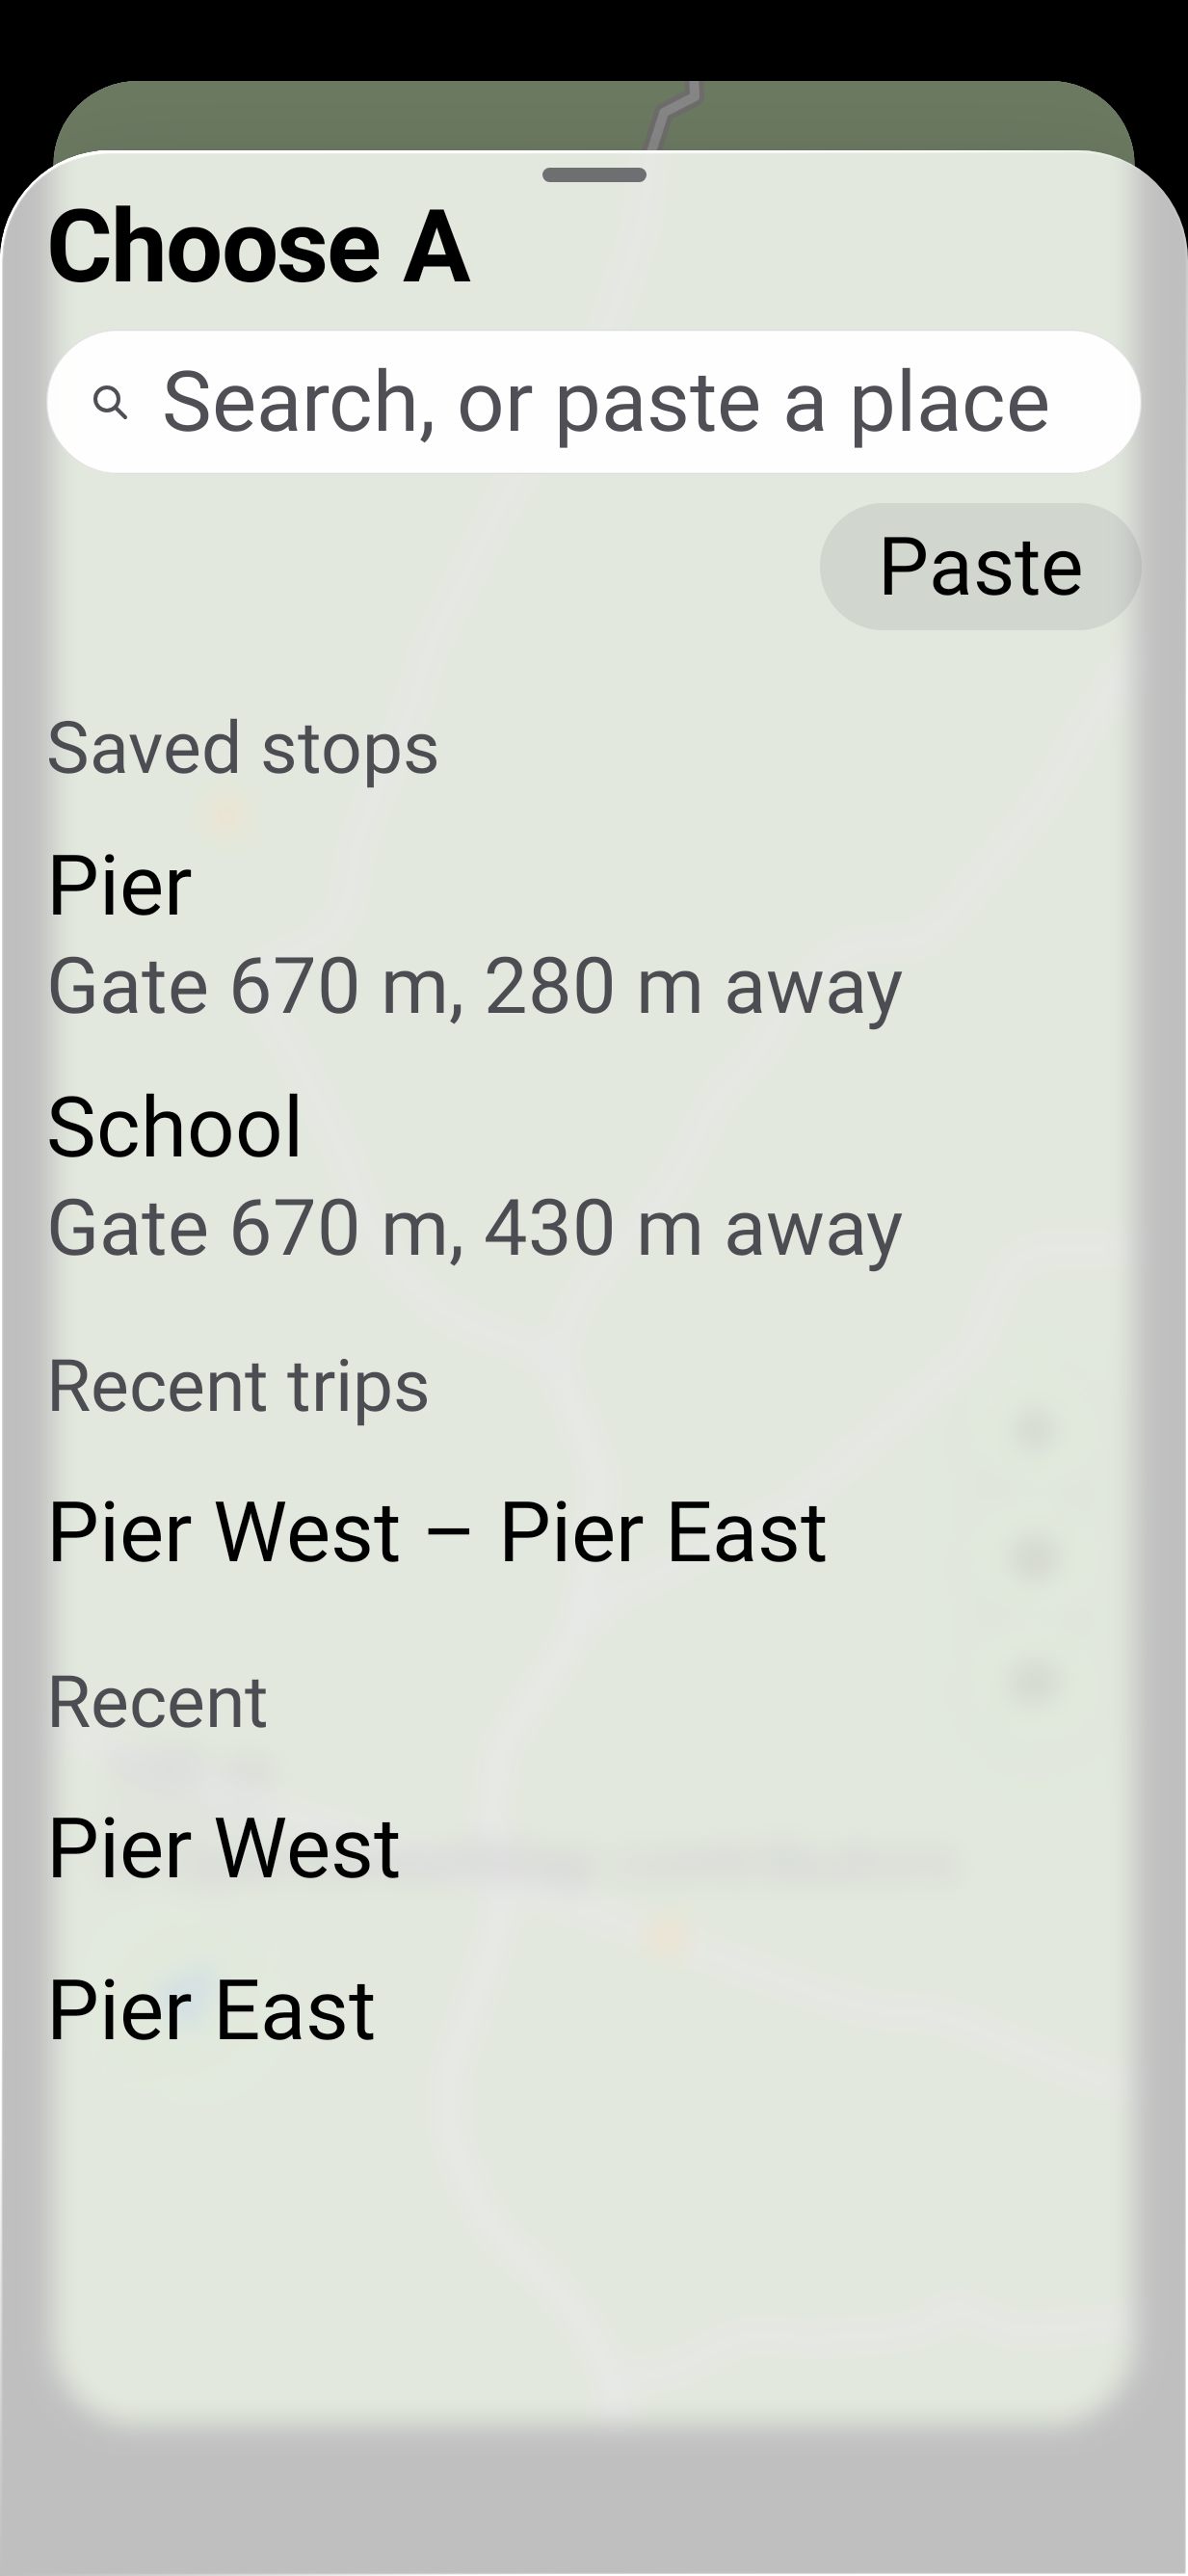 Choose A
Search, or paste a place
Paste
Saved stops
Pier
Gate 670 m, 280 m away
School
Gate 670 m, 430 m away
Recent trips
Pier West – Pier East
Recent
Pier West
Pier East